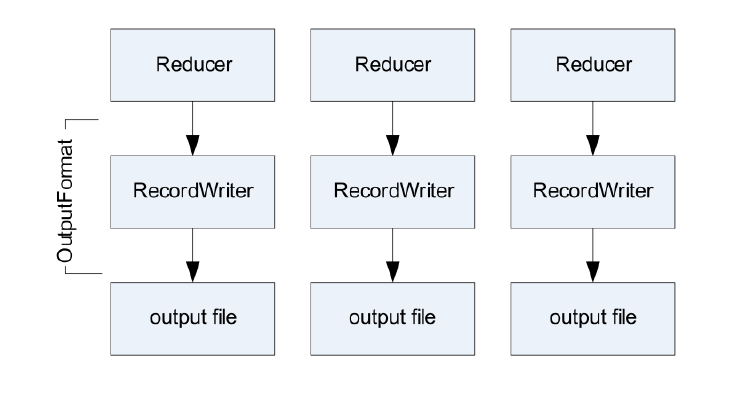 Reducer Reducer Reducer
OutputFormat
RecordWriter RecordWriter RecordWriter
output file output file output file